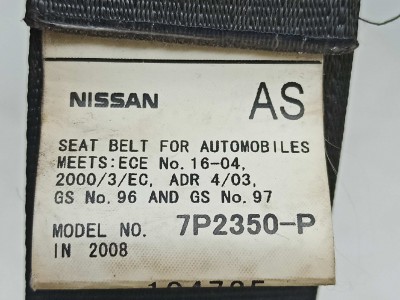 NISSAN AS
SEAT BELT FOR AUTOMOBILES
MEETS:ECE No. 16-04,
2000/3/EC, ADR 4/03,
GS No. 96 AND GS No. 97
MODEL NO. 7P2350-P
IN 2008